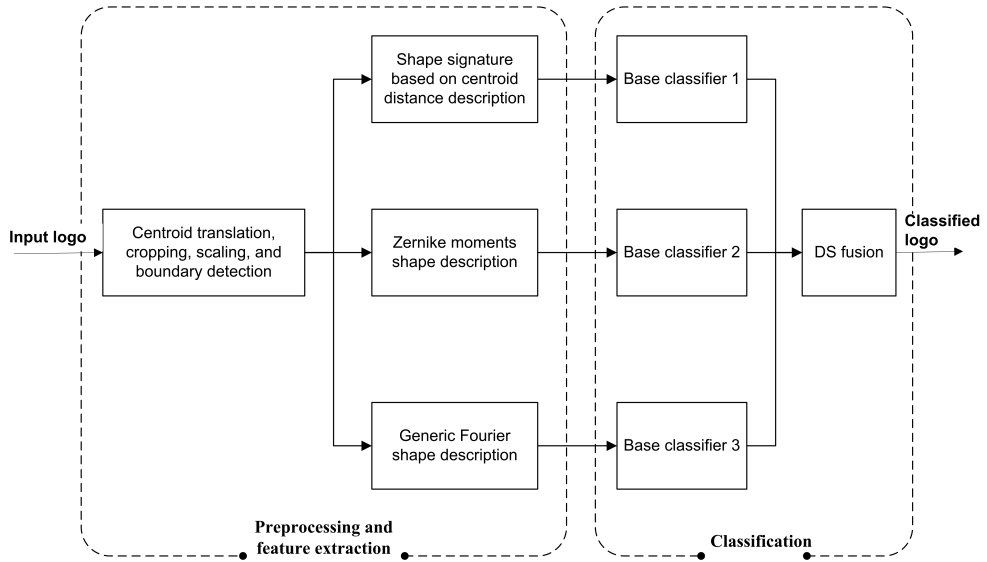 Input logo
Centroid translation,
cropping, scaling, and
boundary detection
Shape signature
based on centroid
distance description
Zernike moments
shape description
Generic Fourier
shape description
Preprocessing and
feature extraction
Base classifier 1
Base classifier 2
Base classifier 3
DS fusion
Classification
Classified
logo